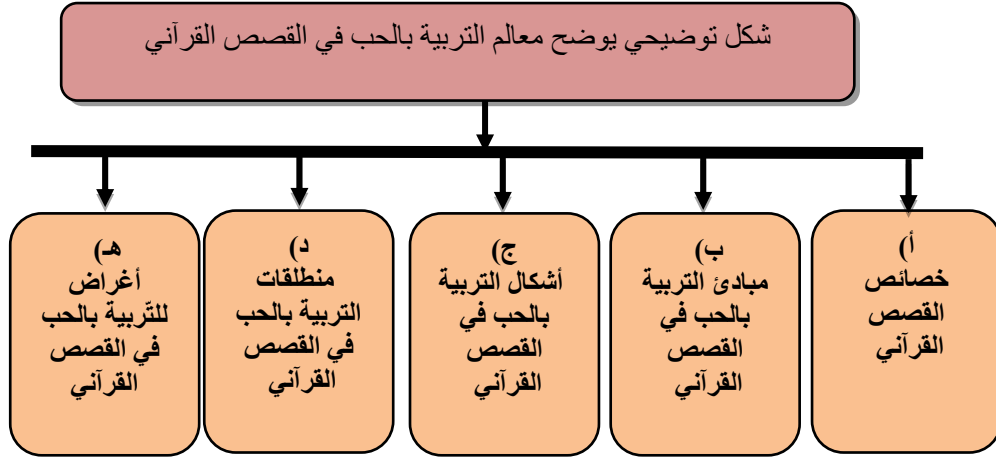 شكل توضيحي يوضح معالم التربية بالحب في القصص القرآني
أ)
خصائص
القصص
القرآني
ب)
مبادئ التربية
بالحب في
القصص
القرآني
ج)
أشكال التربية
بالحب في
القصص
القرآني
د)
منطلقات
التربية بالحب
في القصص
القرآني
هـ)
أغراض
للتّربية بالحب
في القصص
القرآني